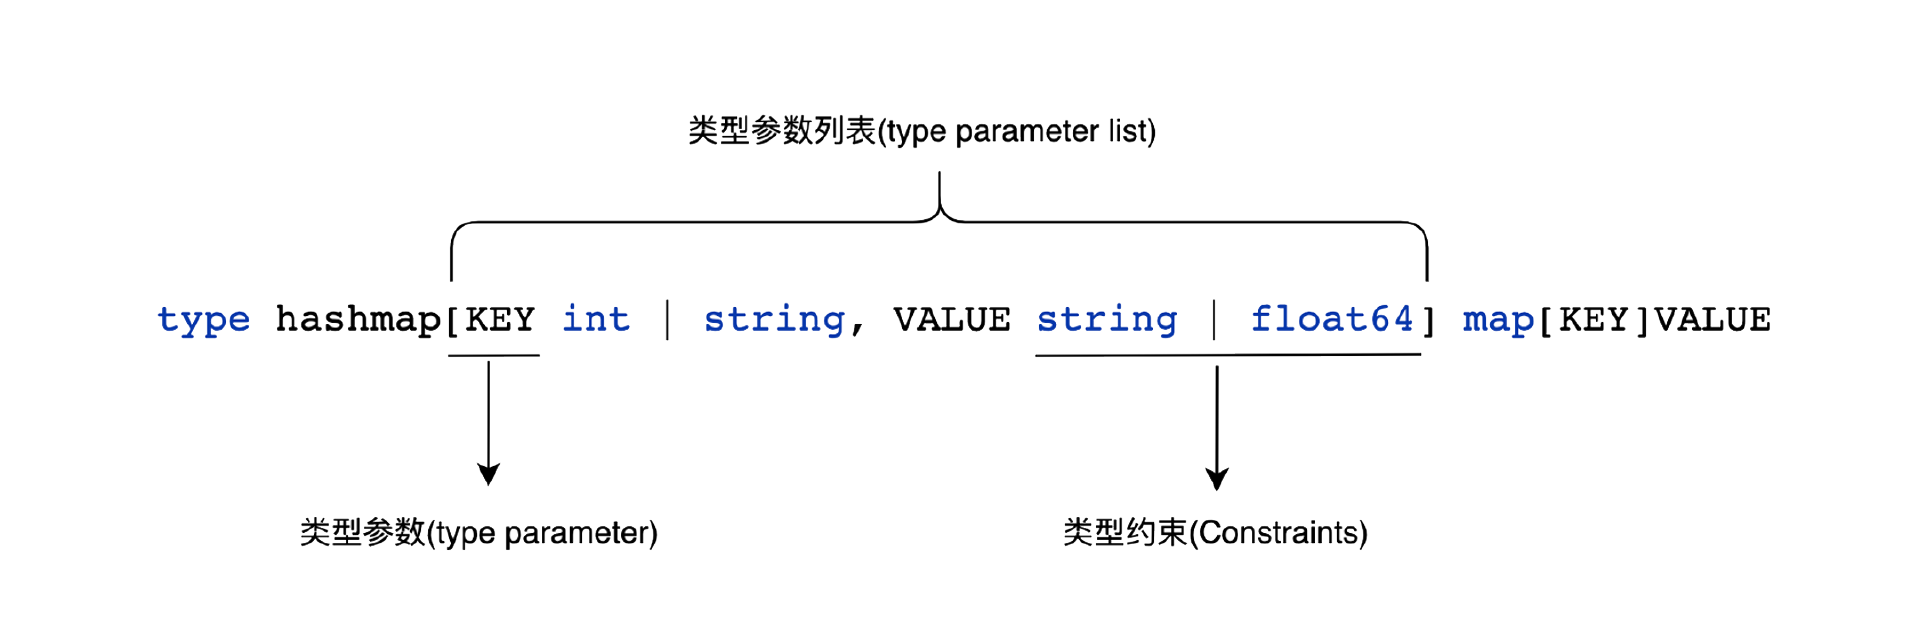 类型参数列表(type parameter list)
type hashmap[KEY int | string, VALUE string | float64] map[KEY]VALUE
类型参数(type parameter)
类型约束(Constraints)